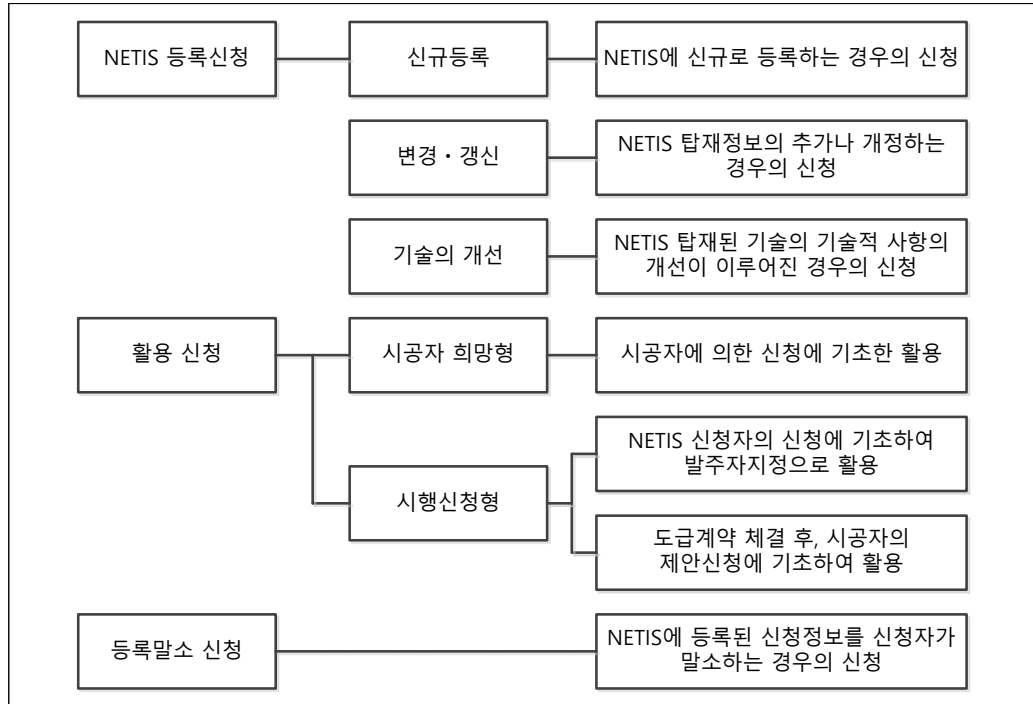 NETIS 등록신청
신규등록
NETIS에 신규로 등록하는 경우의 신청
변경・갱신
NETIS 탑재정보의 추가나 개정하는
경우의 신청
기술의 개선
NETIS 탑재된 기술의 기술적 사항의
개선이 이루어진 경우의 신청
활용 신청
시공자 희망형
시공자에 의한 신청에 기초한 활용
시행신청형
NETIS 신청자의 신청에 기초하여
발주자지정으로 활용
도급계약 체결 후, 시공자의
제안신청에 기초하여 활용
등록말소 신청
NETIS에 등록된 신청정보를 신청자가
말소하는 경우의 신청